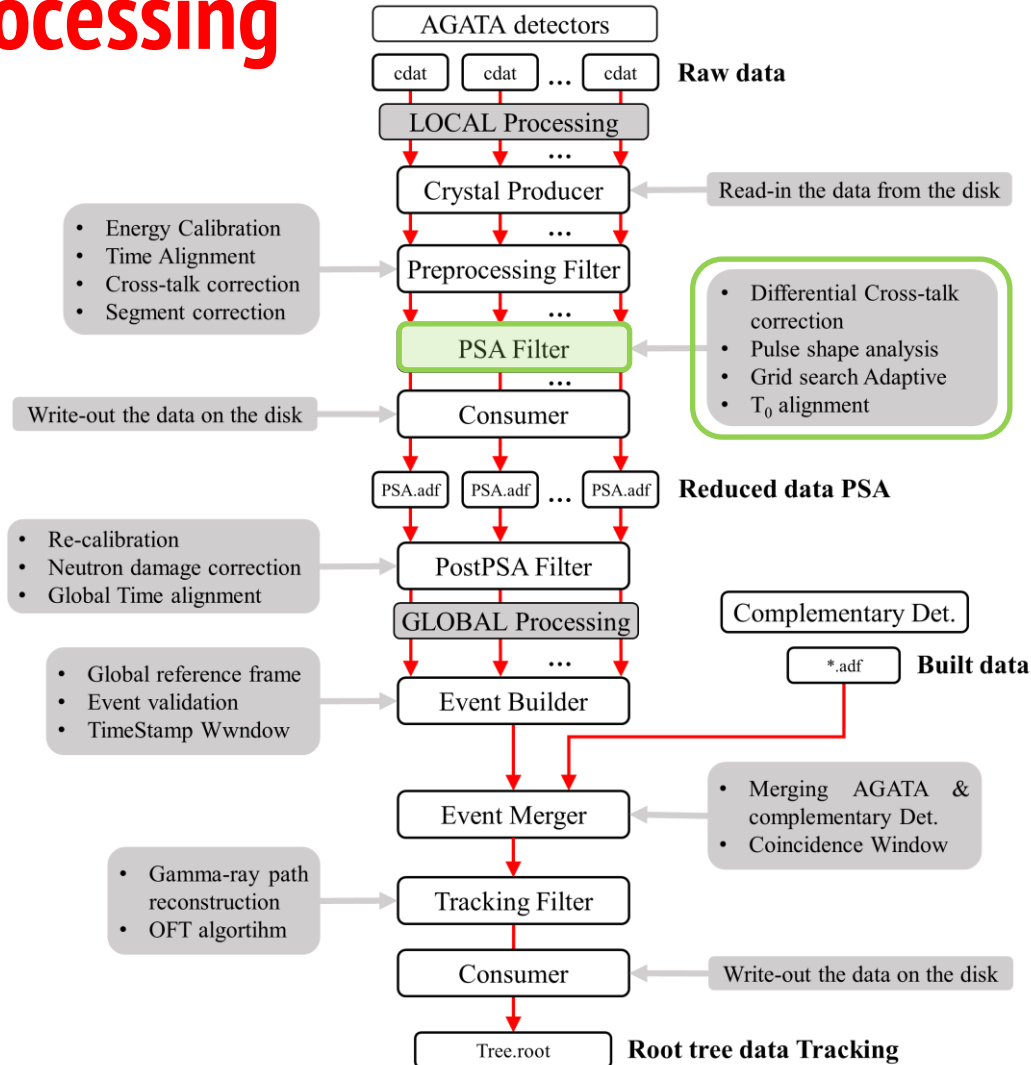 ocessing
AGATA detectors
cdat cdat ... cdat Raw data
LOCAL Processing
...
Crystal Producer
Read-in the data from the disk
...
• Energy Calibration
• Time Alignment
• Cross-talk correction
• Segment correction
Preprocessing Filter
...
PSA Filter
• Differential Cross-talk
correction
• Pulse shape analysis
• Grid search Adaptive
• T₀ alignment
...
Write-out the data on the disk
Consumer
PSA.adf PSA.adf ... PSA.adf Reduced data PSA
• Re-calibration
• Neutron damage correction
• Global Time alignment
PostPSA Filter
GLOBAL Processing
Complementary Det.
*.adf Built data
...
• Global reference frame
• Event validation
• TimeStamp Wwndow
Event Builder
Event Merger
• Merging AGATA &
complementary Det.
• Coincidence Window
• Gamma-ray path
reconstruction
• OFT algortihm
Tracking Filter
Consumer
Write-out the data on the disk
Tree.root Root tree data Tracking